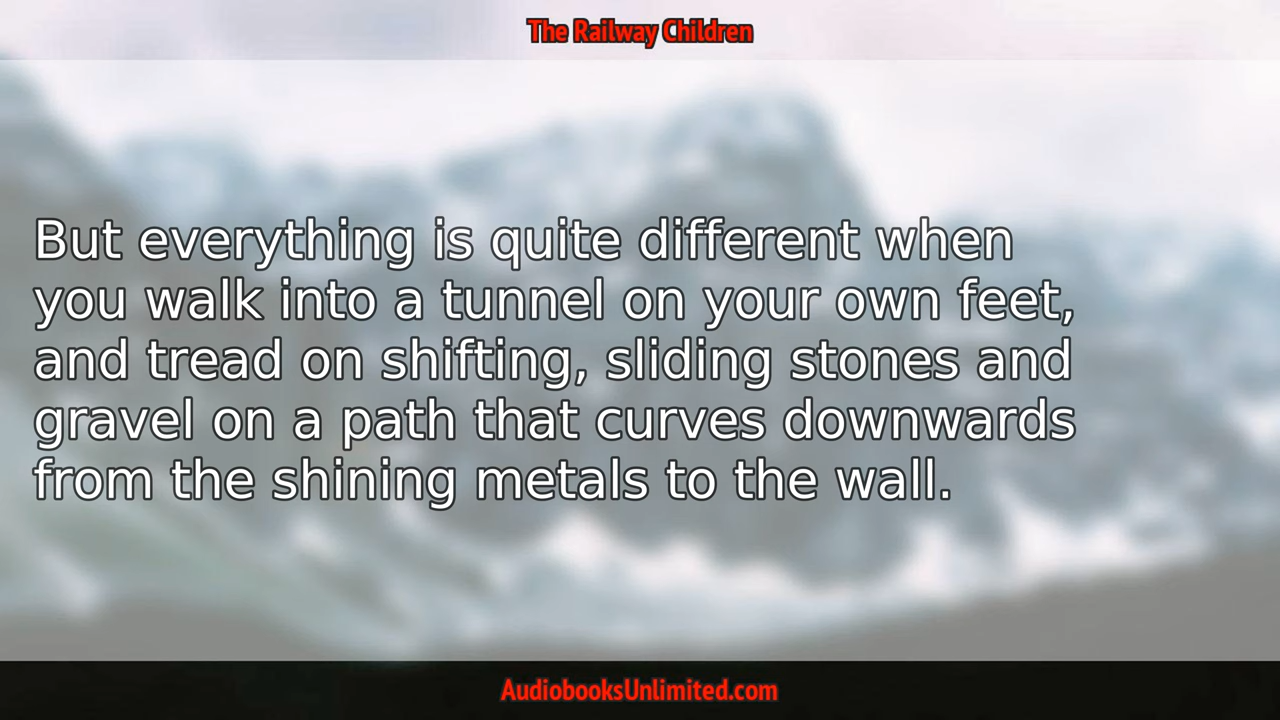 The Railway Children
But everything is quite different when
you walk into a tunnel on your own feet,
and tread on shifting, sliding stones and
gravel on a path that curves downwards
from the shining metals to the wall.
AudiobooksUnlimited.com